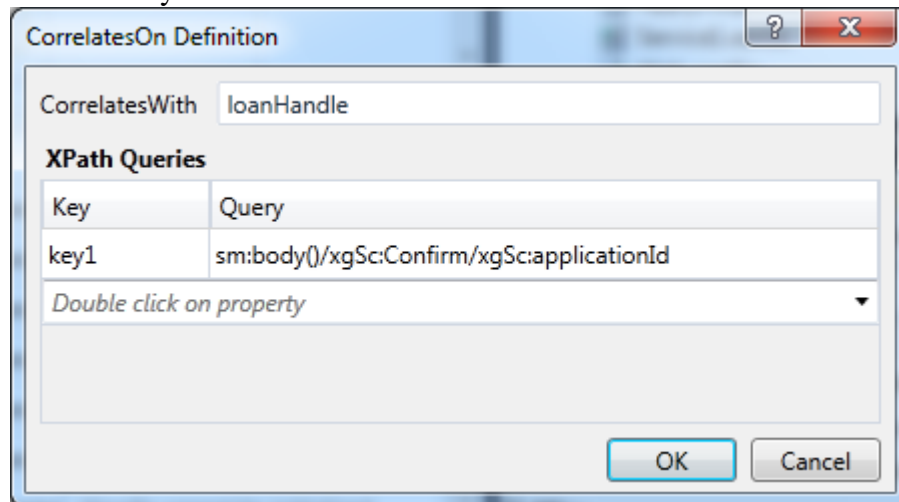 CorrelatesOn Definition
CorrelatesWith loanHandle
XPath Queries
Key Query
key1 sm:body()/xgSc:Confirm/xgSc:applicationId
Double click on property
OK Cancel